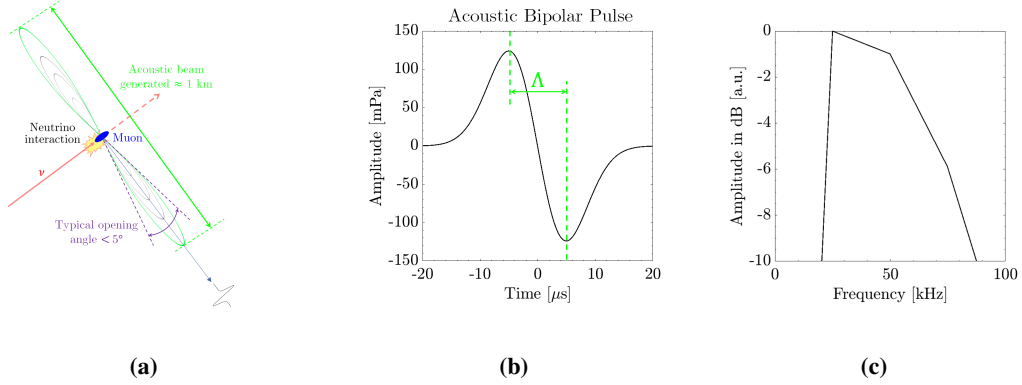 Acoustic beam
generated ≈ 1 km
Neutrino
interaction
Muon
ν
Typical opening
angle < 5°
(a)
Acoustic Bipolar Pulse
Amplitude [mPa]
150
100
50
0
-50
-100
-150
Λ
-20
-10
0
10
20
Time [μs]
(b)
Amplitude in dB [a.u.]
0
-2
-4
-6
-8
-10
0
50
100
Frequency [kHz]
(c)